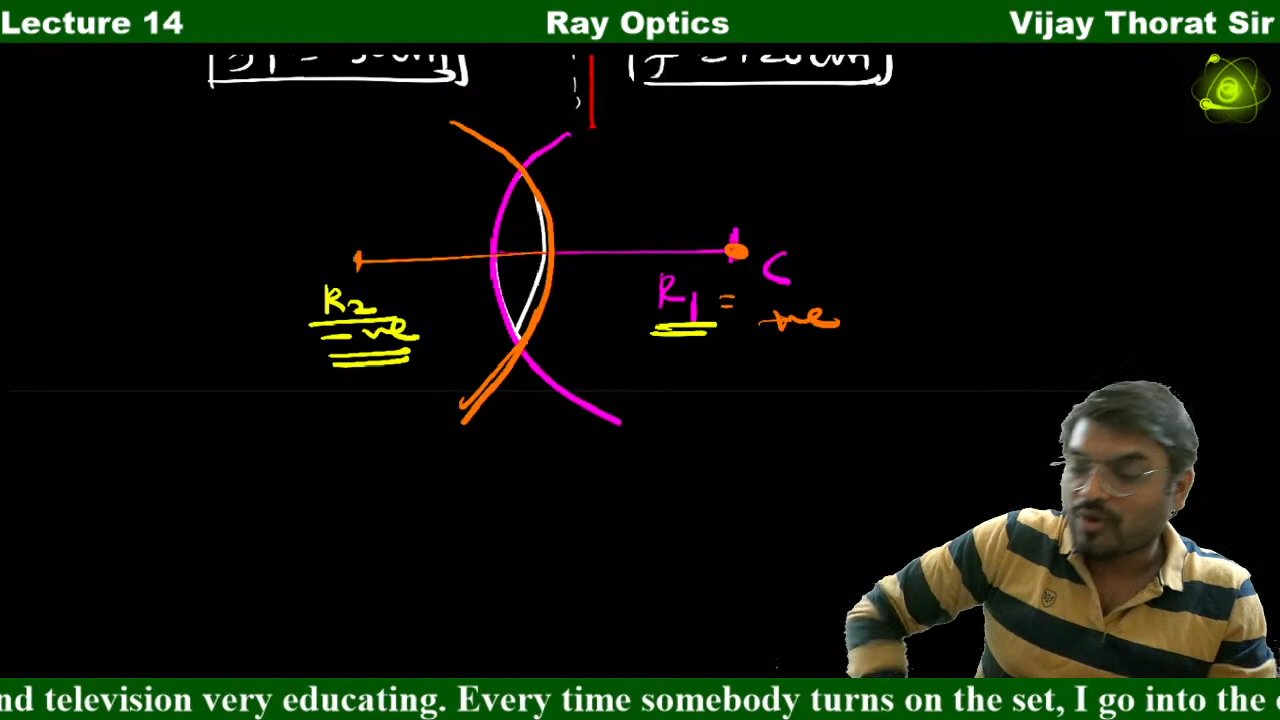 Lecture 14 Ray Optics Vijay Thorat Sir
C
R1 = +ve
R2
-ve
nd television very educating. Every time somebody turns on the set, I go into the